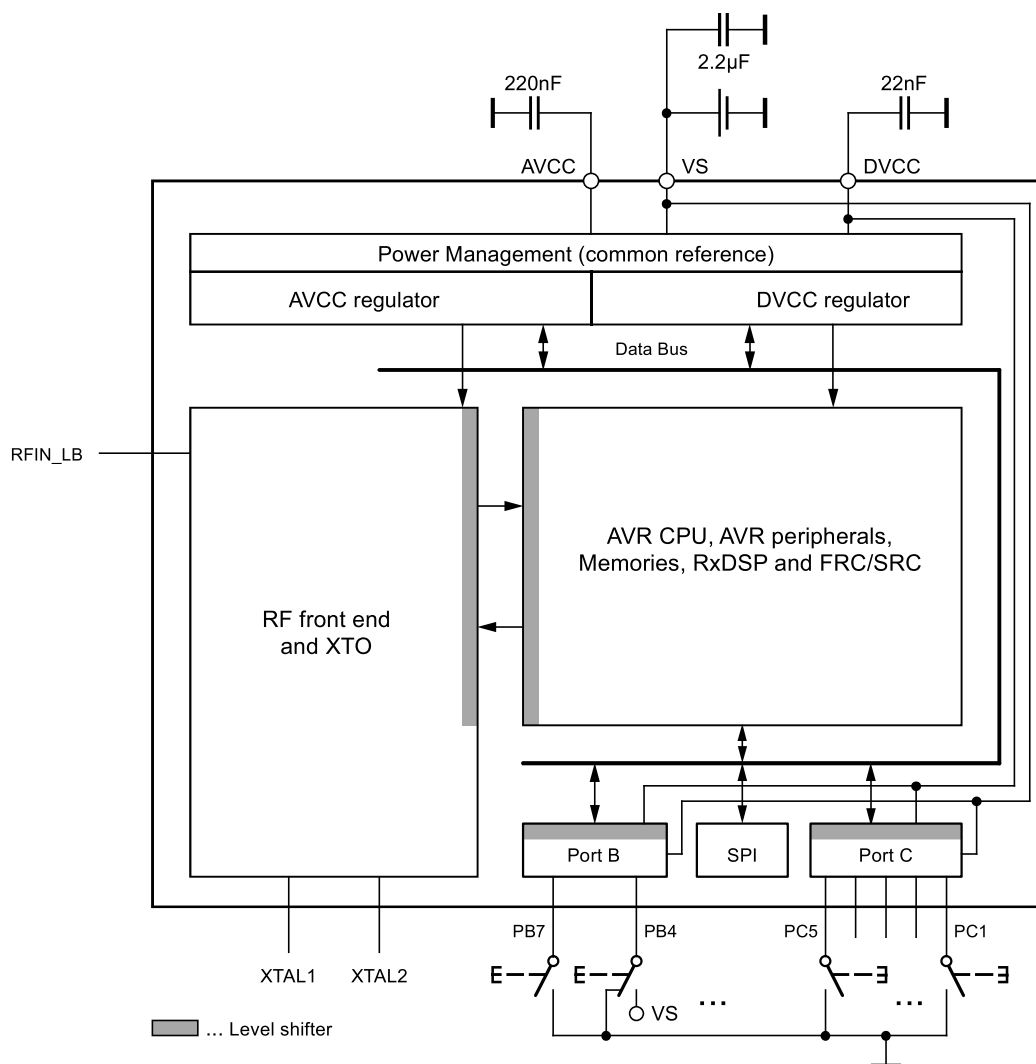 2.2µF
220nF
22nF
AVCC
VS
DVCC
Power Management (common reference)
AVCC regulator
DVCC regulator
Data Bus
RFIN_LB
AVR CPU, AVR peripherals,
Memories, RxDSP and FRC/SRC
RF front end
and XTO
Port B
SPI
Port C
PB7
PB4
PC5
PC1
XTAL1
XTAL2
...
...
VS
... Level shifter